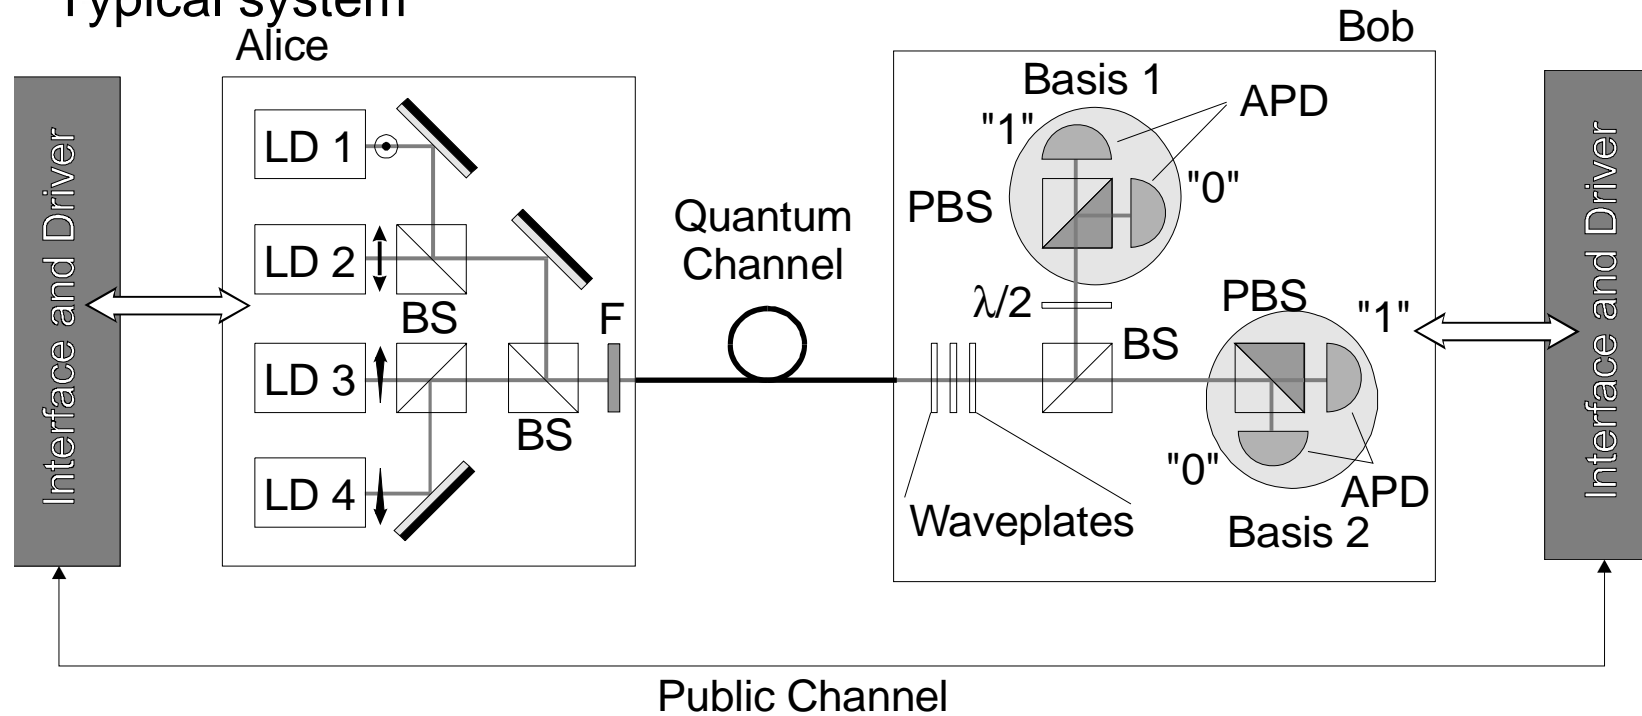 Typical system
Alice
Bob
Interface and Driver
LD 1
LD 2
BS
LD 3
BS
LD 4
F
Quantum
Channel
Basis 1
APD
"1"
"0"
PBS
λ/2
BS
PBS
"1"
"0"
APD
Waveplates
Basis 2
Interface and Driver
Public Channel